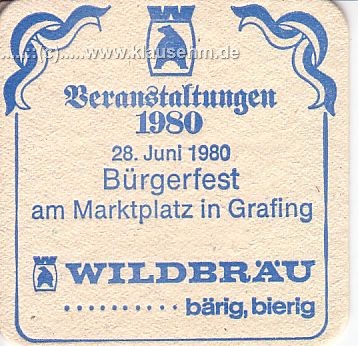 ......:(c).....www.klausehm.de
Veranstaltungen
1980
28. Juni 1980
Bürgerfest
am Marktplatz in Grafing
WILDBRÄU
.......... bärig, bierig